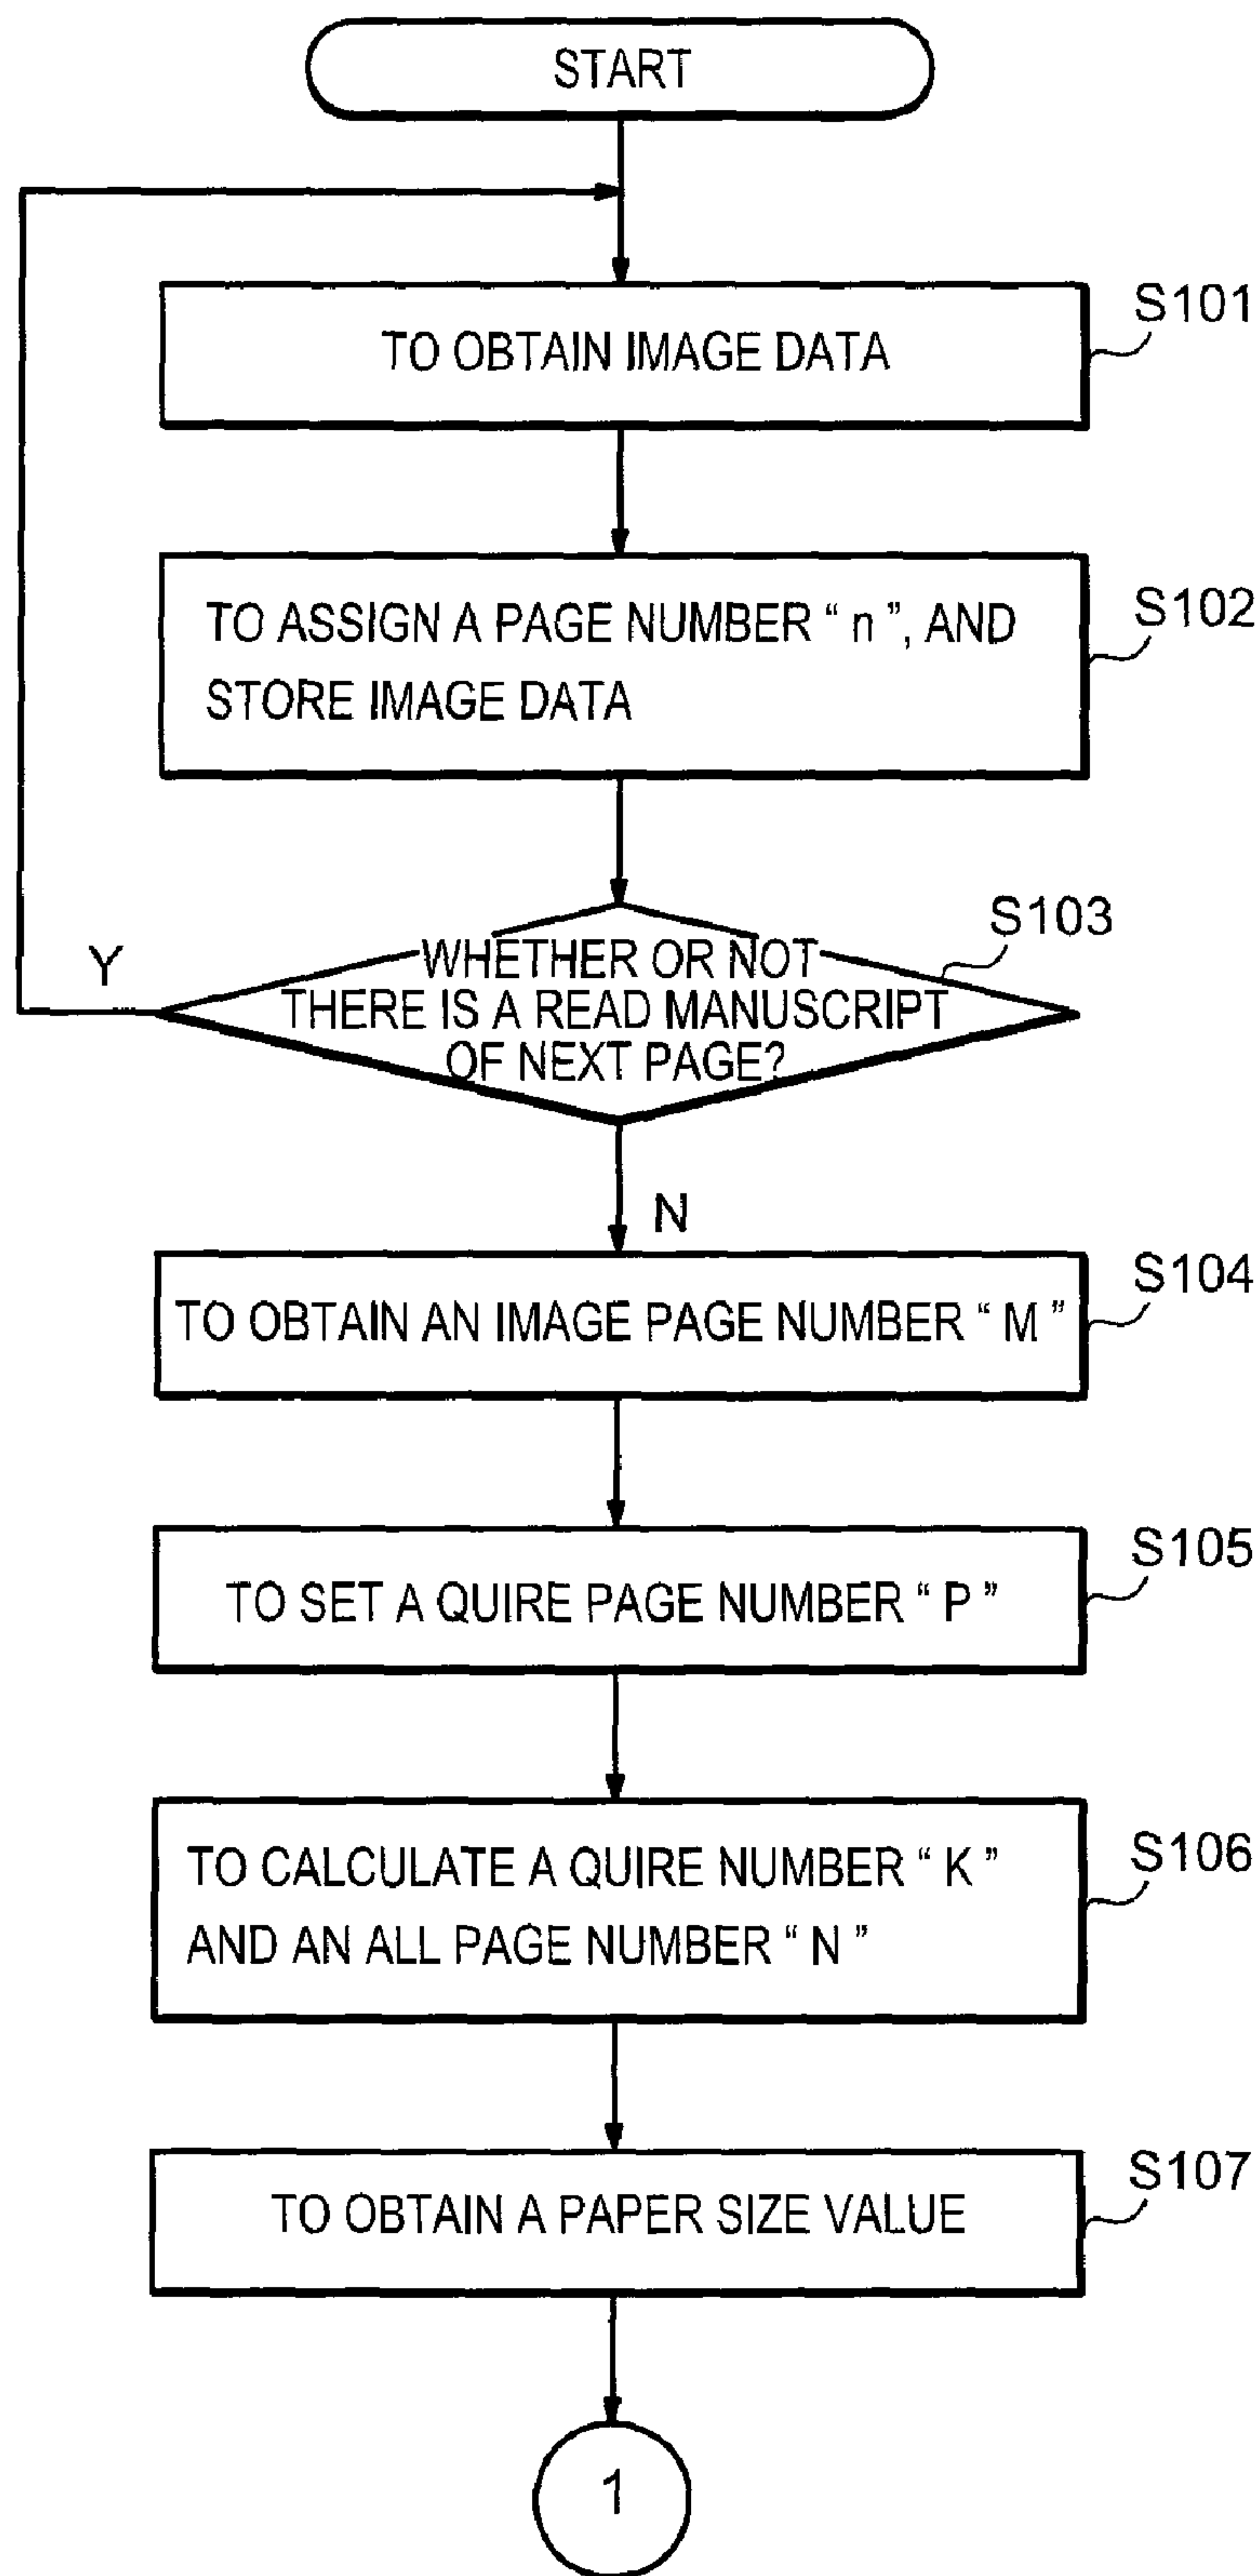 START
S101
TO OBTAIN IMAGE DATA
S102
TO ASSIGN A PAGE NUMBER “ n ”, AND
STORE IMAGE DATA
S103
Y
WHETHER OR NOT
THERE IS A READ MANUSCRIPT
OF NEXT PAGE?
N
S104
TO OBTAIN AN IMAGE PAGE NUMBER “ M ”
S105
TO SET A QUIRE PAGE NUMBER “ P ”
S106
TO CALCULATE A QUIRE NUMBER “ K ”
AND AN ALL PAGE NUMBER “ N ”
S107
TO OBTAIN A PAPER SIZE VALUE
1